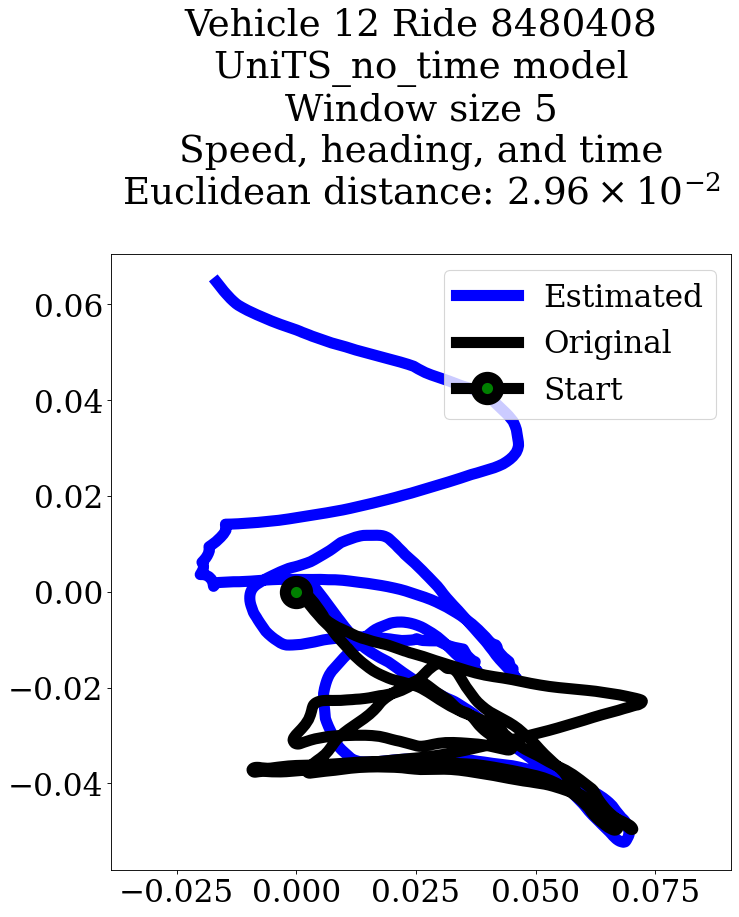 Vehicle 12 Ride 8480408
UniTS_no_time model
Window size 5
Speed, heading, and time
Euclidean distance: 2.96 × 10⁻²
Estimated
Original
Start
0.06
0.04
0.02
0.00
−0.02
−0.04
−0.025 0.000 0.025 0.050 0.075